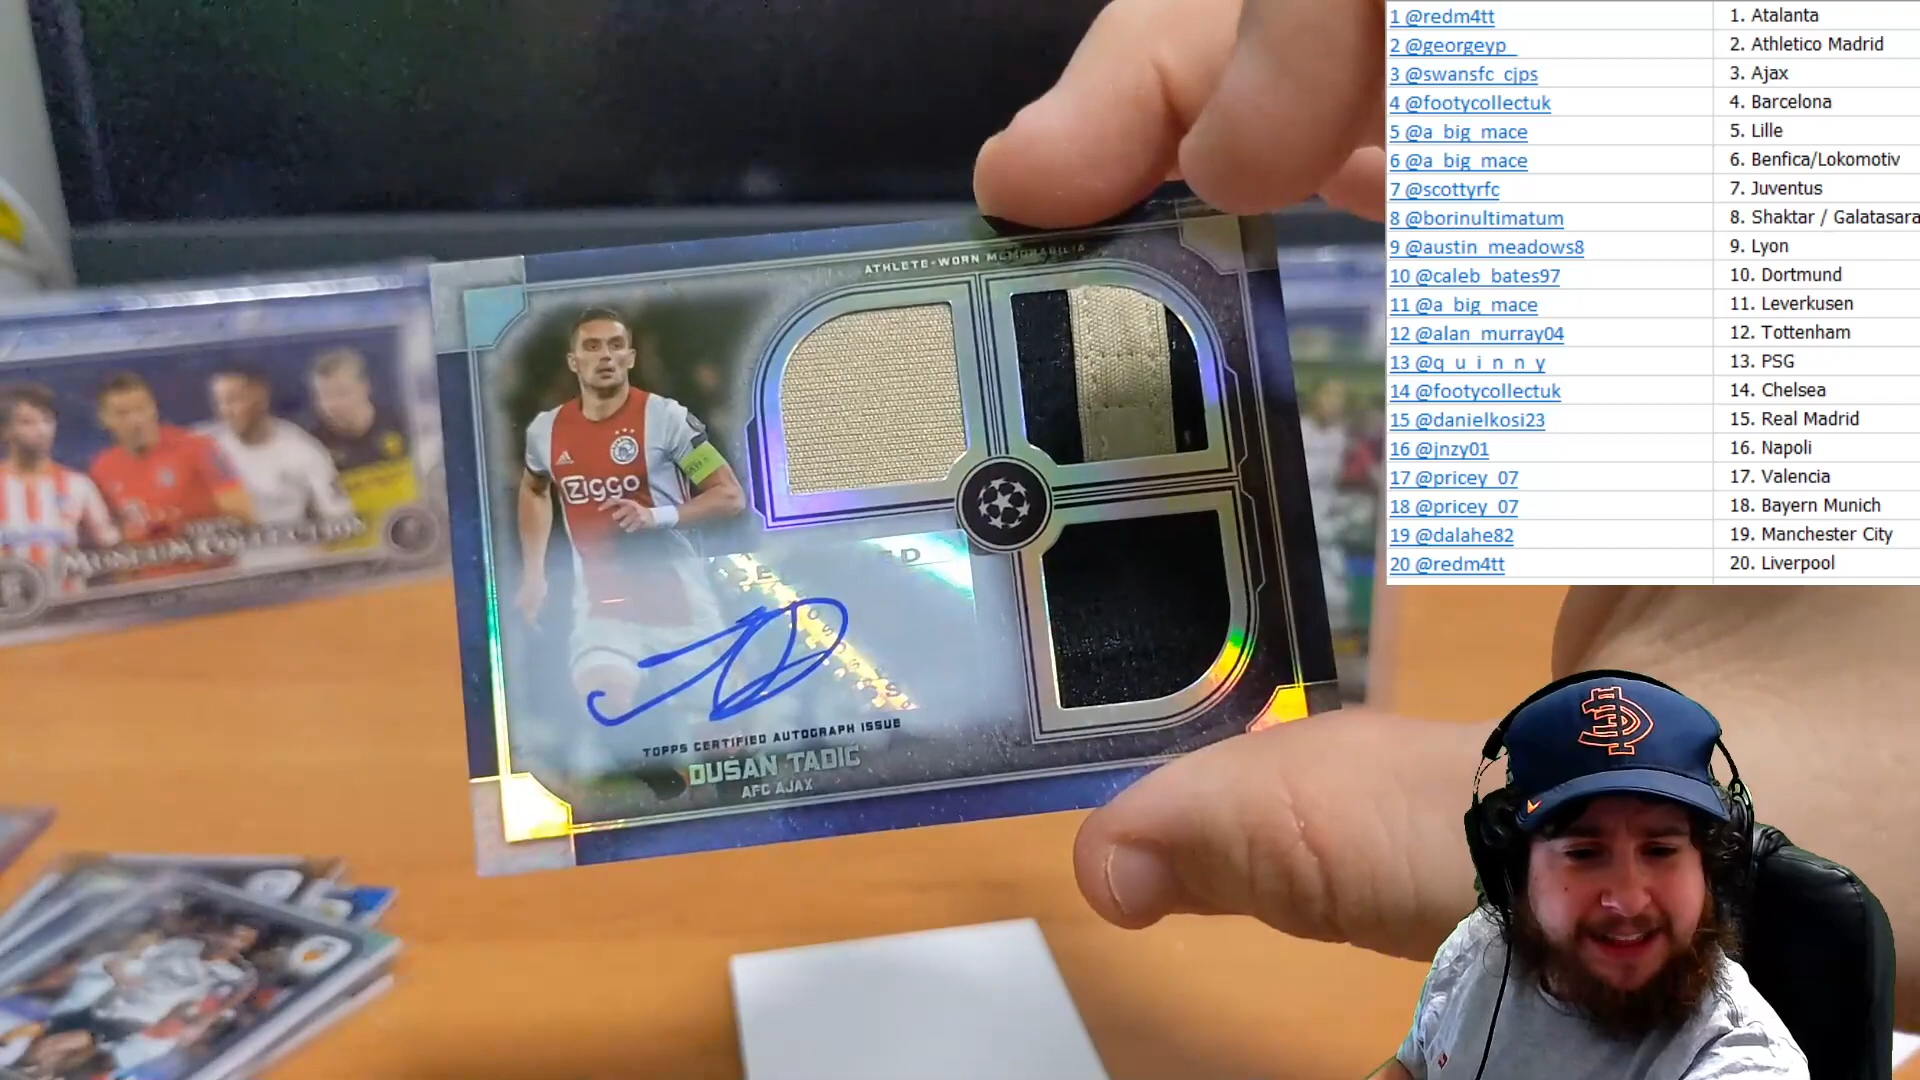 1 @redm4tt 1. Atalanta
2 @georgeyp_ 2. Athletico Madrid
3 @swansfc_cjps 3. Ajax
4 @footycollectuk 4. Barcelona
5 @a_big_mace 5. Lille
6 @a_big_mace 6. Benfica/Lokomotiv
7 @scottyrfc 7. Juventus
8 @borinultimatum 8. Shaktar / Galatasara
9 @austin_meadows8 9. Lyon
10 @caleb_bates97 10. Dortmund
11 @a_big_mace 11. Leverkusen
12 @alan_murray04 12. Tottenham
13 @q_u_i_n_n_y 13. PSG
14 @footycollectuk 14. Chelsea
15 @danielkosi23 15. Real Madrid
16 @jnzy01 16. Napoli
17 @pricey_07 17. Valencia
18 @pricey_07 18. Bayern Munich
19 @dalahe82 19. Manchester City
20 @redm4tt 20. Liverpool
ATHLETE-WORN MEMORABILIA
Ziggo
TOPPS CERTIFIED AUTOGRAPH ISSUE
DUŠAN TADIĆ
AFC AJAX
MUSEUM COLLECTION